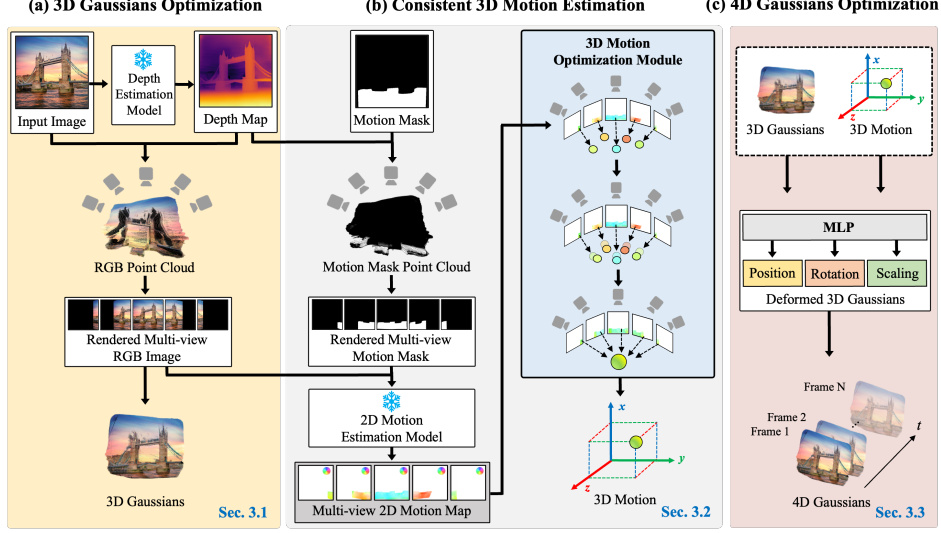 (a) 3D Gaussians Optimization
Input Image
Depth
Estimation
Model
Depth Map
RGB Point Cloud
Rendered Multi-view
RGB Image
3D Gaussians
Sec. 3.1
(b) Consistent 3D Motion Estimation
Motion Mask
Motion Mask Point Cloud
Rendered Multi-view
Motion Mask
2D Motion
Estimation Model
Multi-view 2D Motion Map
3D Motion
Optimization Module
x
y
z
3D Motion
Sec. 3.2
(c) 4D Gaussians Optimization
3D Gaussians
x
y
z
3D Motion
MLP
Position
Rotation
Scaling
Deformed 3D Gaussians
Frame N
Frame 2
Frame 1
t
4D Gaussians
Sec. 3.3